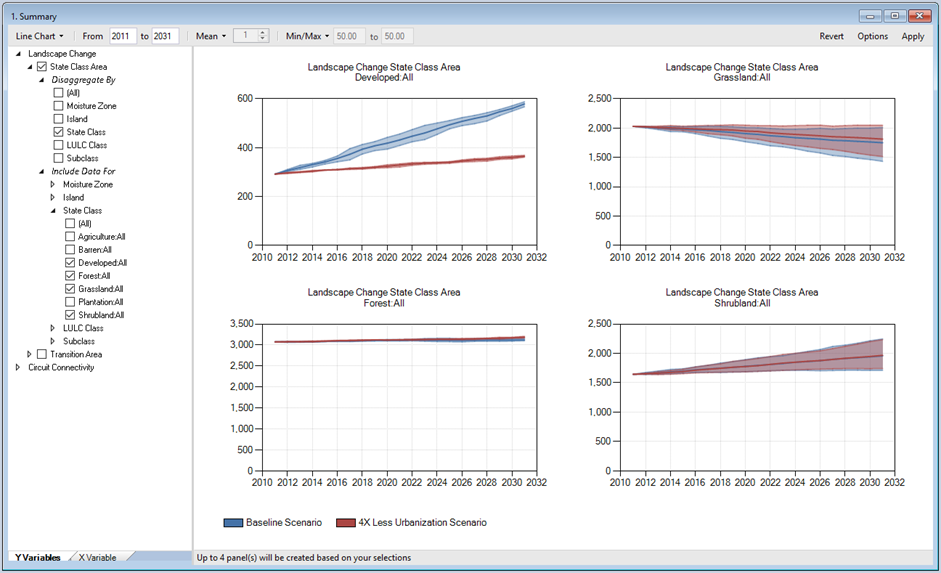 1. Summary
Line Chart From 2011 to 2031 Mean 1 Min/Max 50.00 to 50.00 Revert Options Apply
Landscape Change
State Class Area
Disaggregate By
(All)
Moisture Zone
Island
State Class
LULC Class
Subclass
Include Data For
Moisture Zone
Island
State Class
(All)
Agriculture:All
Barren:All
Developed:All
Forest:All
Grassland:All
Plantation:All
Shrubland:All
LULC Class
Subclass
Transition Area
Circuit Connectivity
Y Variables X Variable
Landscape Change State Class Area
Developed:All
600
400
200
0
2010 2012 2014 2016 2018 2020 2022 2024 2026 2028 2030 2032
Landscape Change State Class Area
Grassland:All
2,500
2,000
1,500
1,000
500
0
2010 2012 2014 2016 2018 2020 2022 2024 2026 2028 2030 2032
Landscape Change State Class Area
Forest:All
3,500
3,000
2,500
2,000
1,500
1,000
500
0
2010 2012 2014 2016 2018 2020 2022 2024 2026 2028 2030 2032
Landscape Change State Class Area
Shrubland:All
2,500
2,000
1,500
1,000
500
0
2010 2012 2014 2016 2018 2020 2022 2024 2026 2028 2030 2032
Baseline Scenario 4X Less Urbanization Scenario
Up to 4 panel(s) will be created based on your selections